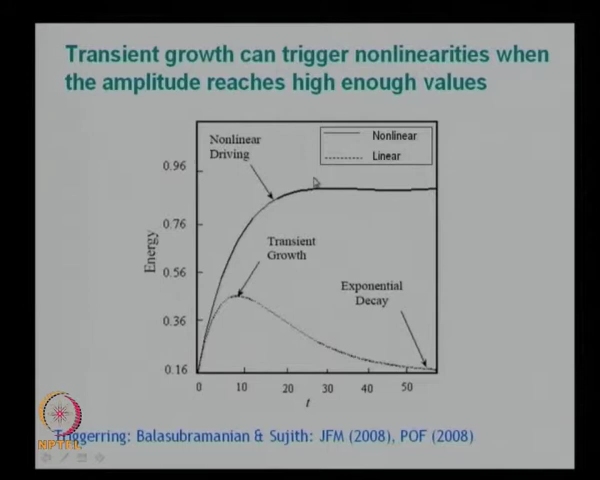 Transient growth can trigger nonlinearities when
the amplitude reaches high enough values
Nonlinear
Driving
Nonlinear
Linear
0.96
0.76
0.56
0.36
0.16
Energy
Transient
Growth
Exponential
Decay
0
10
20
30
40
50
t
NPTEL
Triggerring: Balasubramanian & Sujith: JFM (2008), POF (2008)